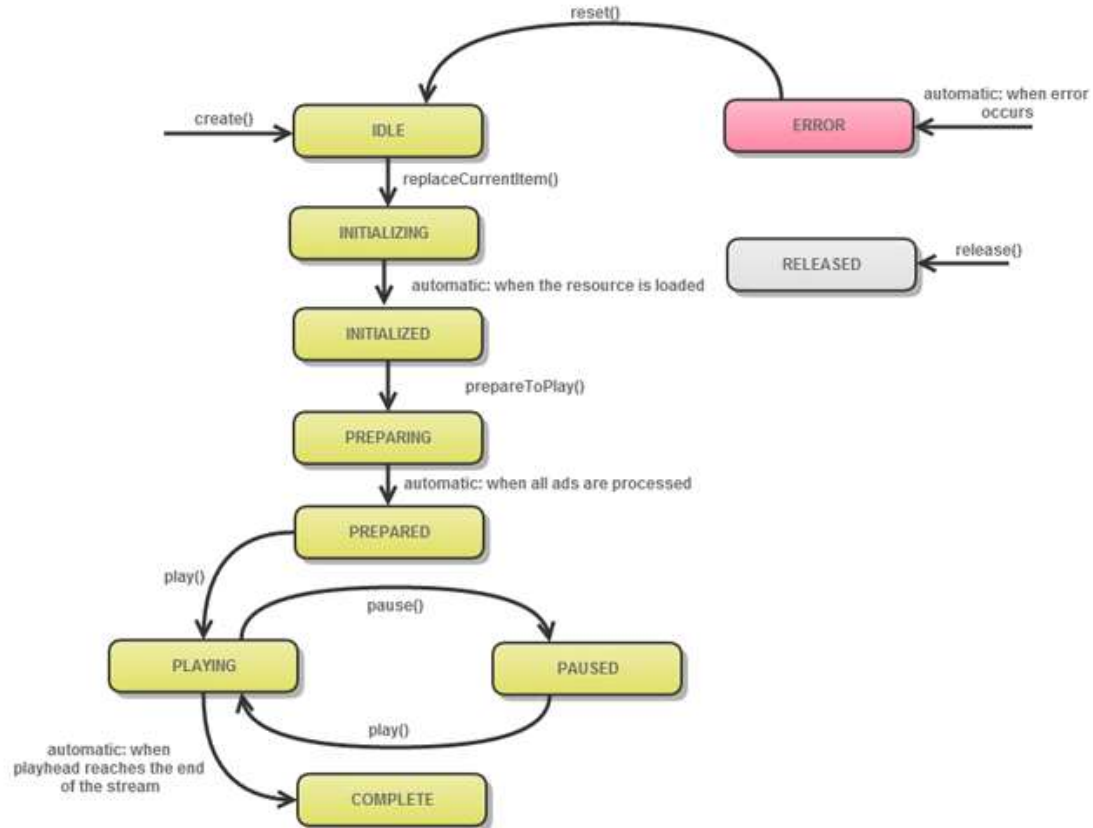 reset()
create()
IDLE
ERROR
automatic: when error
occurs
replaceCurrentItem()
INITIALIZING
RELEASED
release()
automatic: when the resource is loaded
INITIALIZED
prepareToPlay()
PREPARING
automatic: when all ads are processed
PREPARED
play()
pause()
PLAYING
PAUSED
play()
automatic: when
playhead reaches the end
of the stream
COMPLETE